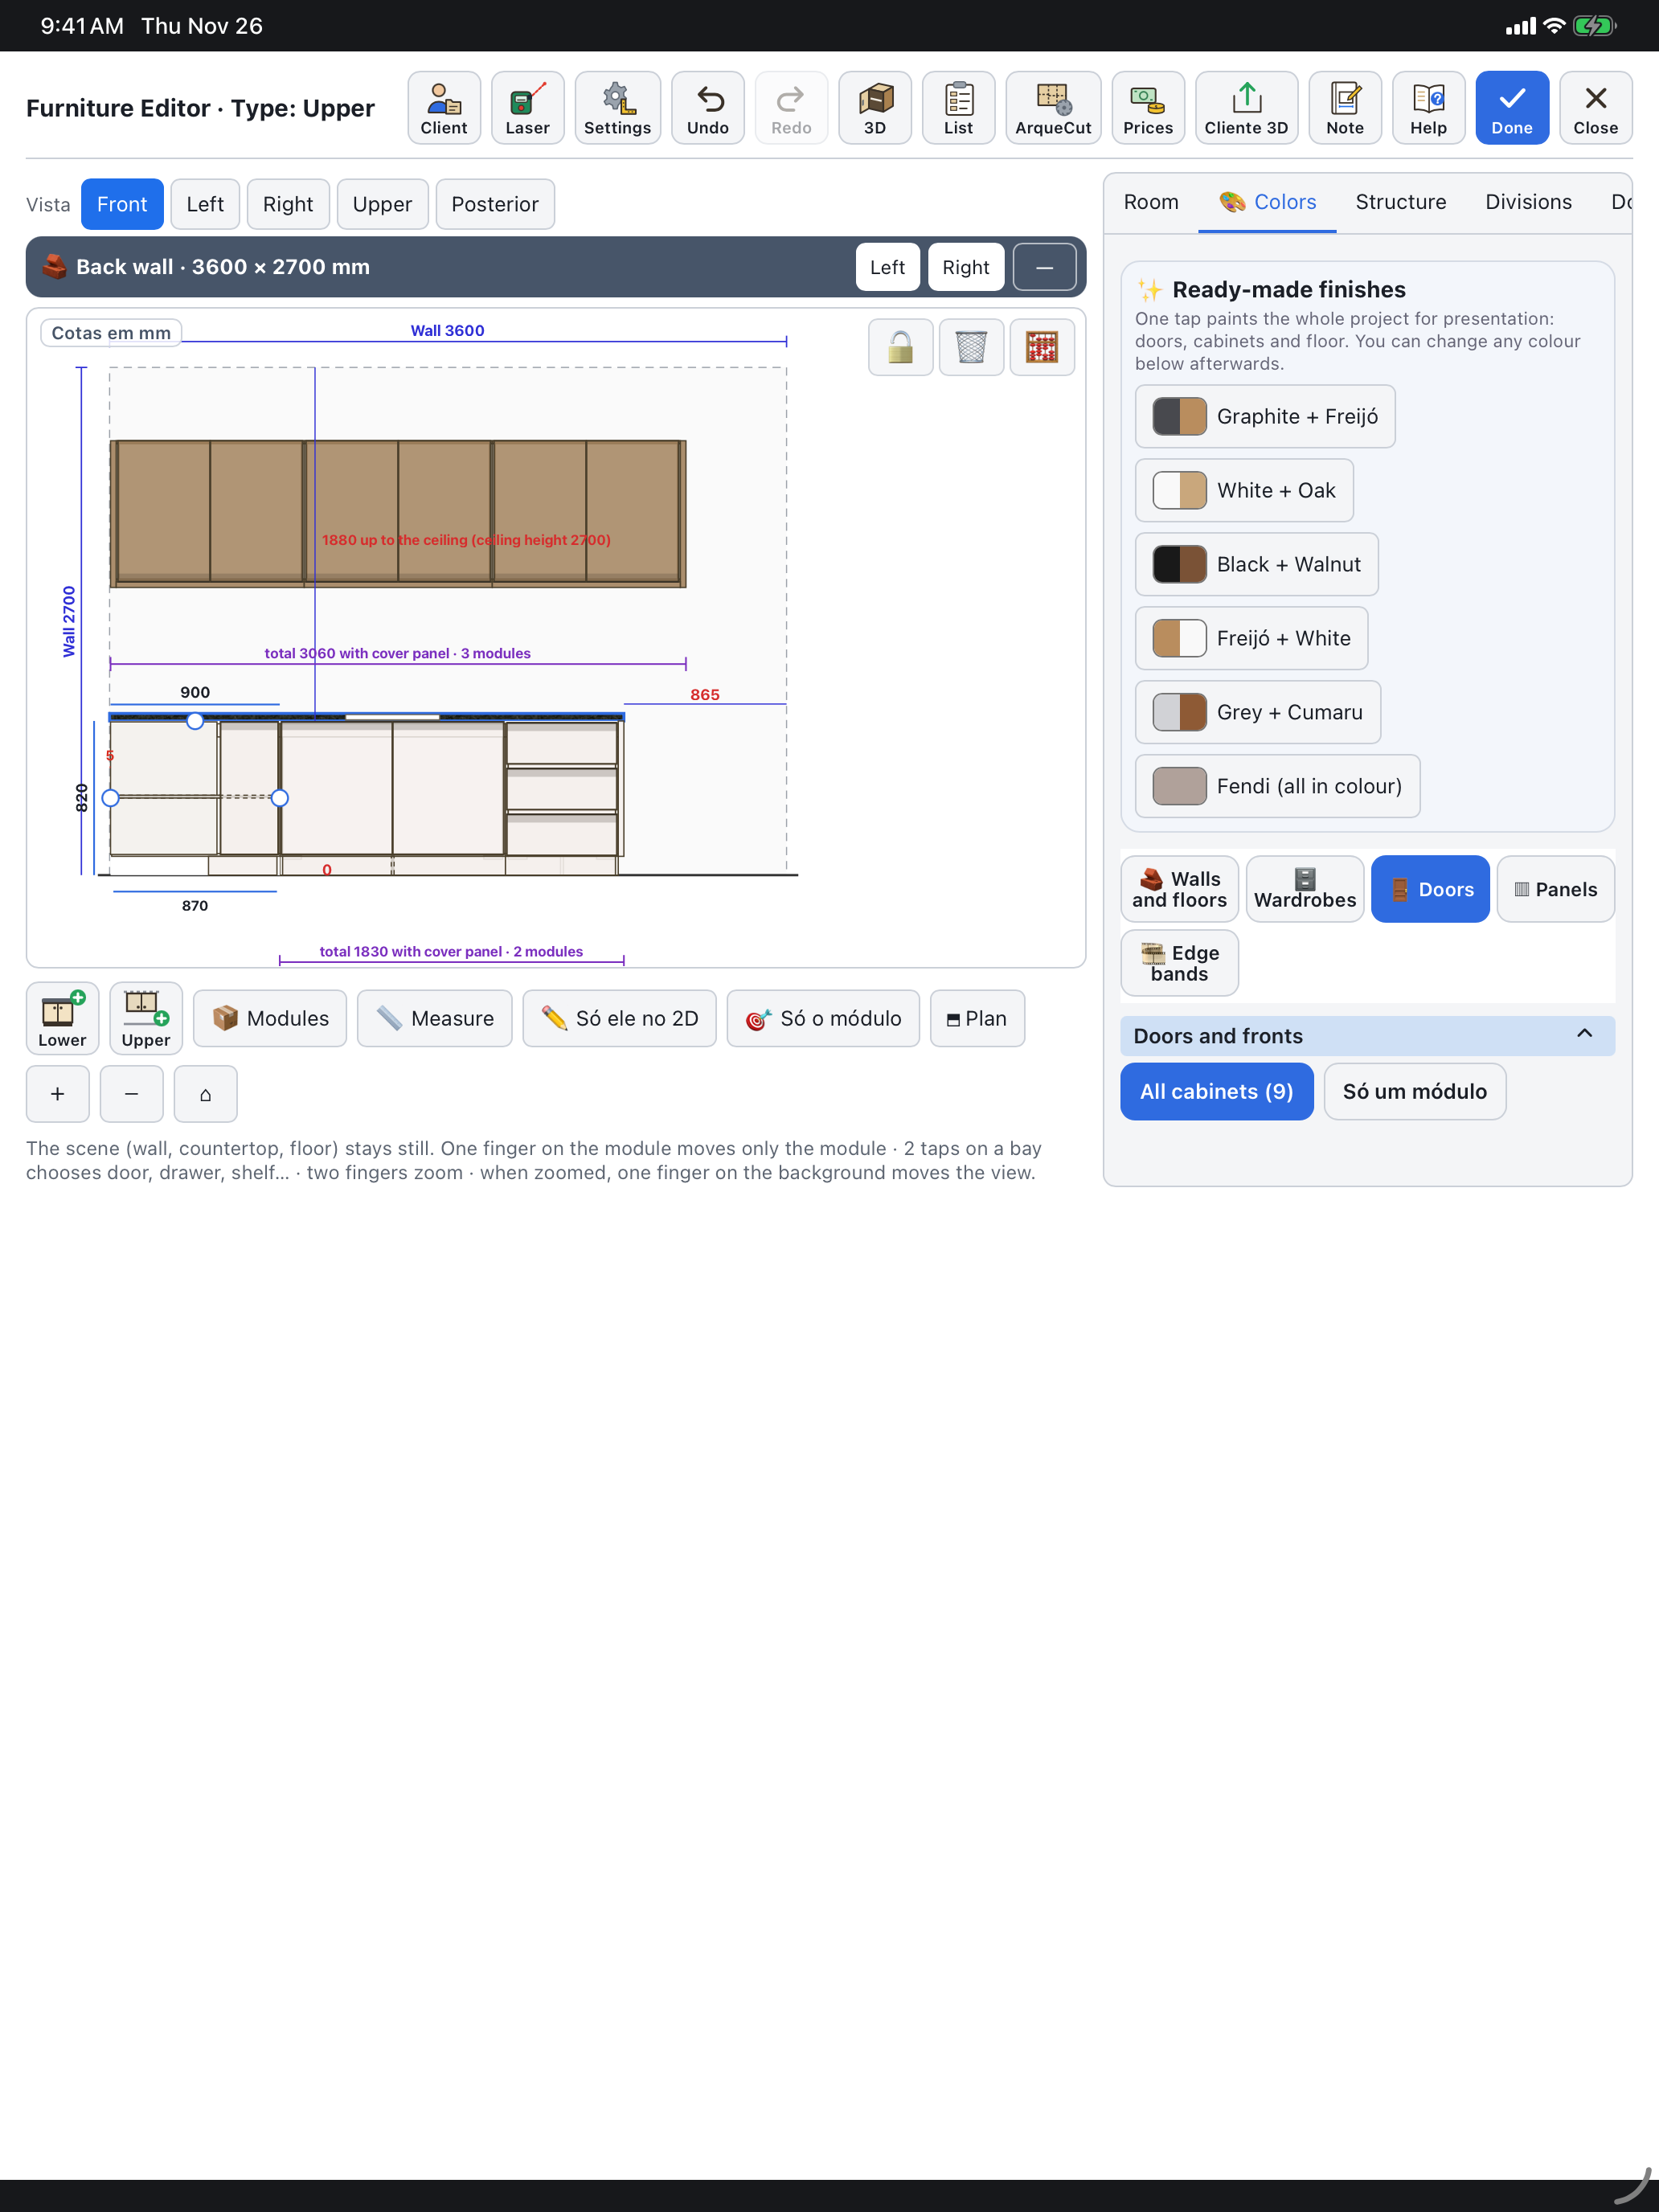 9:41 AM Thu Nov 26
Furniture Editor · Type: Upper
Client
Laser
Settings
Undo
Redo
3D
List
ArqueCut
Prices
Cliente 3D
Note
Help
Done
Close
Vista
Front
Left
Right
Upper
Posterior
Back wall · 3600 × 2700 mm
Left
Right
—
Cotas em mm
Wall 3600
Wall 2700
1880 up to the ceiling (ceiling height 2700)
total 3060 with cover panel · 3 modules
900
865
5
820
0
870
total 1830 with cover panel · 2 modules
Lower
Upper
Modules
Measure
Só ele no 2D
Só o módulo
Plan
+
−
⌂
The scene (wall, countertop, floor) stays still. One finger on the module moves only the module · 2 taps on a bay
chooses door, drawer, shelf... · two fingers zoom · when zoomed, one finger on the background moves the view.
Room
Colors
Structure
Divisions
Do
Ready-made finishes
One tap paints the whole project for presentation:
doors, cabinets and floor. You can change any colour
below afterwards.
Graphite + Freijó
White + Oak
Black + Walnut
Freijó + White
Grey + Cumaru
Fendi (all in colour)
Walls
and floors
Wardrobes
Doors
Panels
Edge
bands
Doors and fronts
All cabinets (9)
Só um módulo